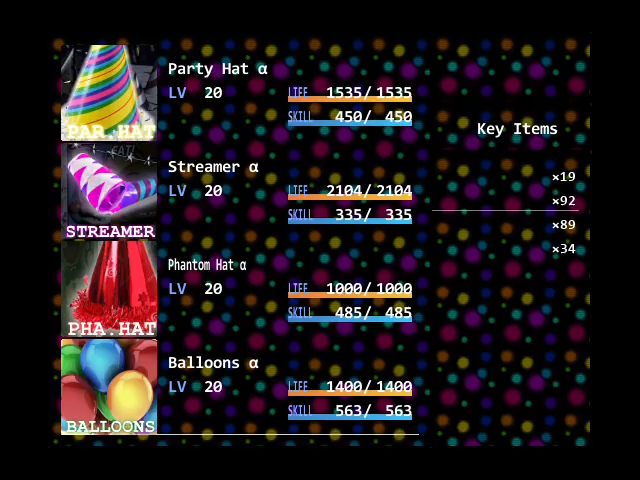 PAR.HAT
Party Hat α
LV 20
LIFE 1535/1535
SKILL 450/ 450
STREAMER
Streamer α
LV 20
LIFE 2104/2104
SKILL 335/ 335
PHA.HAT
Phantom Hat α
LV 20
LIFE 1000/1000
SKILL 485/ 485
BALLOONS
Balloons α
LV 20
LIFE 1400/1400
SKILL 563/ 563
Key Items
×19
×92
×89
×34